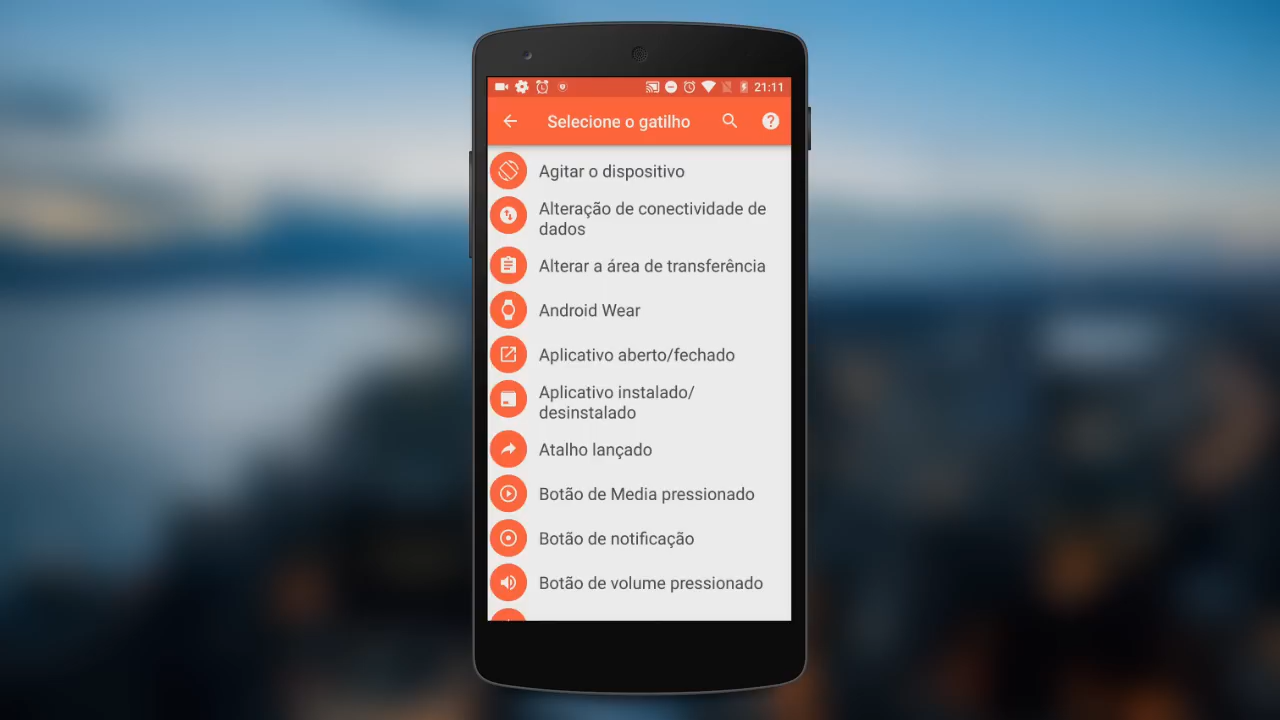 21:11
Selecione o gatilho
Agitar o dispositivo
Alteração de conectividade de
dados
Alterar a área de transferência
Android Wear
Aplicativo aberto/fechado
Aplicativo instalado/
desinstalado
Atalho lançado
Botão de Media pressionado
Botão de notificação
Botão de volume pressionado